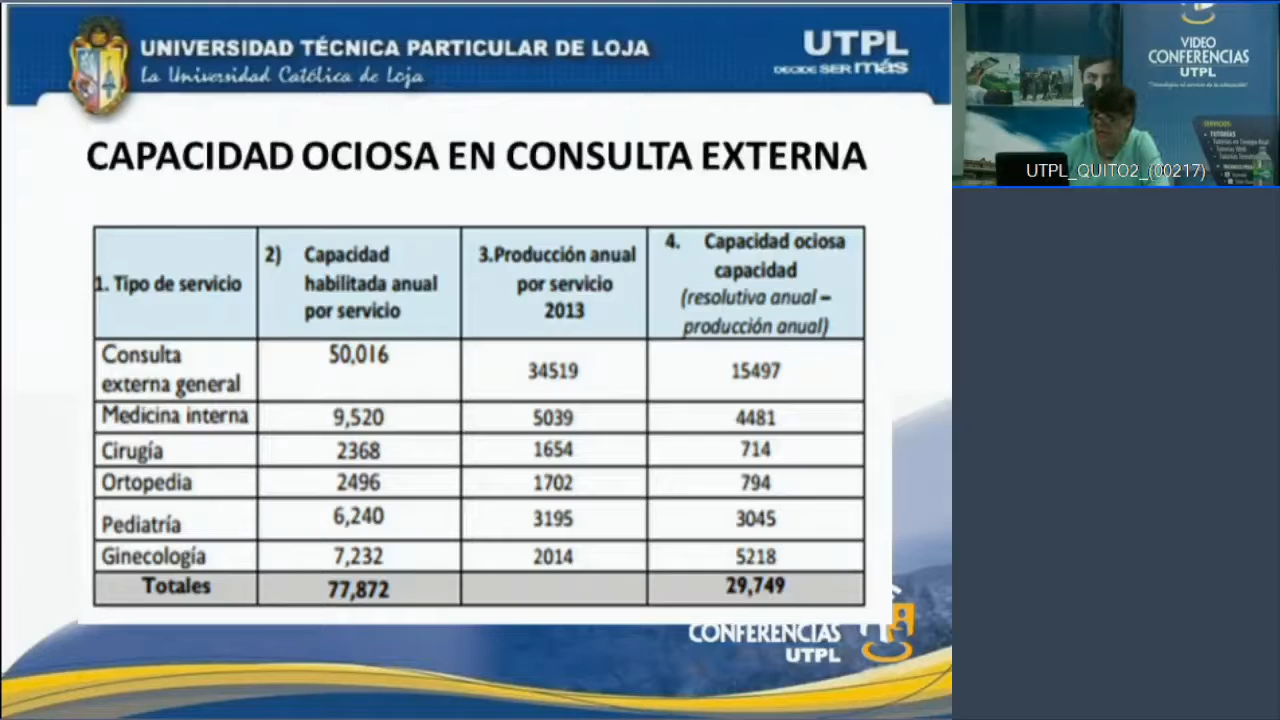 UNIVERSIDAD TÉCNICA PARTICULAR DE LOJA
La Universidad Católica de Loja
UTPL
DECIDE SER más
CAPACIDAD OCIOSA EN CONSULTA EXTERNA
1. Tipo de servicio
2) Capacidad
habilitada anual
por servicio
3.Producción anual
por servicio
2013
4. Capacidad ociosa
capacidad
(resolutiva anual –
producción anual)
Consulta
externa general
50,016
34519
15497
Medicina interna
9,520
5039
4481
Cirugía
2368
1654
714
Ortopedia
2496
1702
794
Pediatría
6,240
3195
3045
Ginecología
7,232
2014
5218
Totales
77,872
29,749
CONFERENCIAS
UTPL
VIDEO
CONFERENCIAS
UTPL
SERVICIOS:
TUTORÍAS
UTPL_QUITO2_(00217)